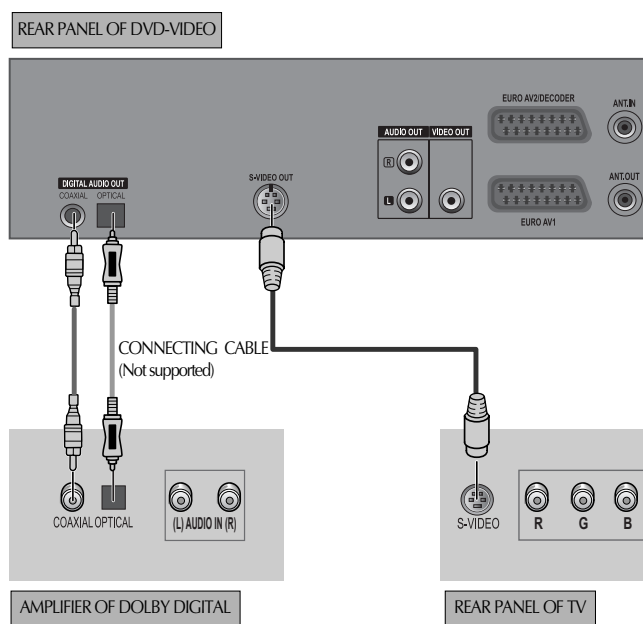 REAR PANEL OF DVD-VIDEO
EURO AV2/DECODER
ANT.IN
AUDIO OUT VIDEO OUT
R
DIGITAL AUDIO OUT
COAXIAL OPTICAL
S-VIDEO OUT
L
ANT.OUT
EURO AV1
CONNECTING CABLE
(Not supported)
COAXIAL OPTICAL
(L) AUDIO IN (R)
S-VIDEO
R G B
AMPLIFIER OF DOLBY DIGITAL
REAR PANEL OF TV